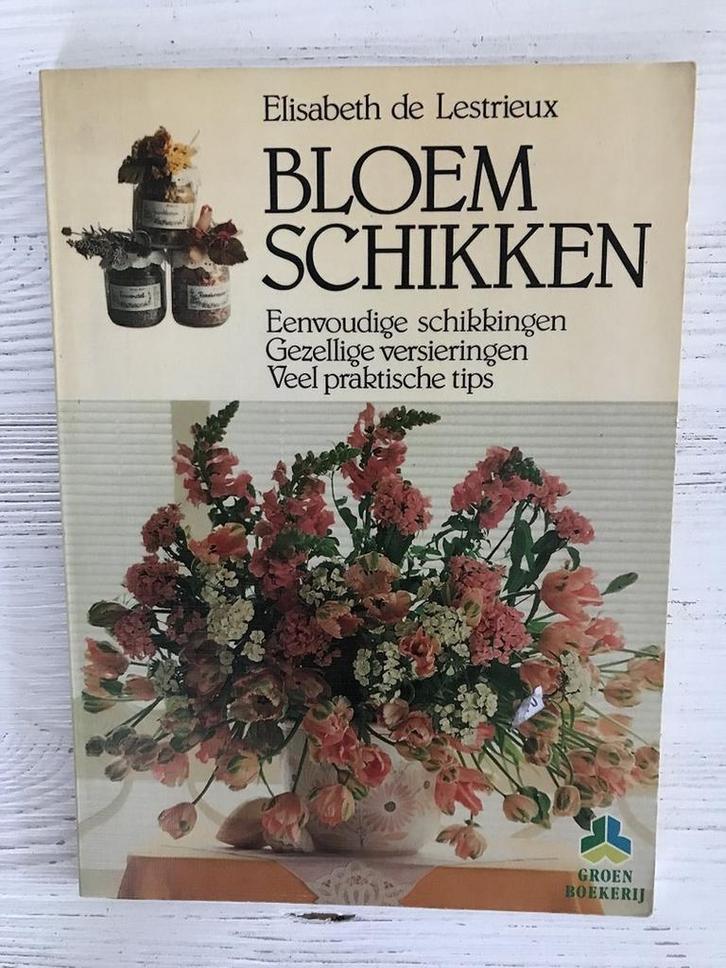 Elisabeth de Lestrieux
BLOEM
SCHIKKEN
Eenvoudige schikkingen
Gezellige versieringen
Veel praktische tips
GROEN
BOEKERIJ